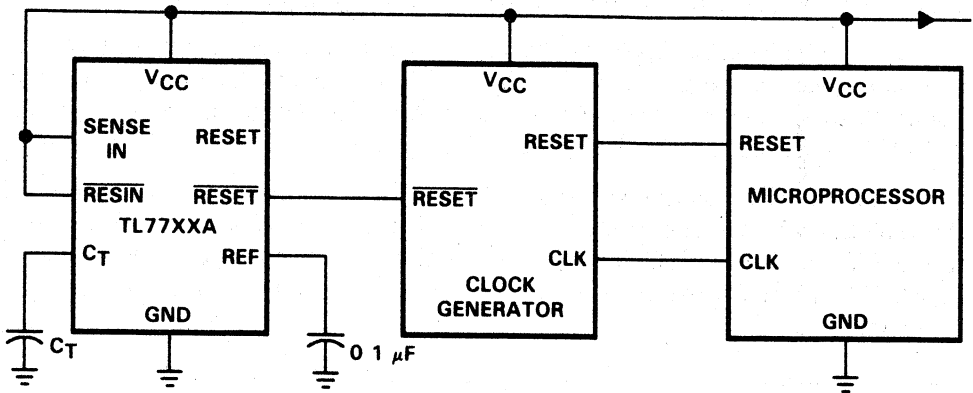 VCC
SENSE
IN
RESET
RESIN
RESET
TL77XXA
CT
REF
GND
CT
0 1 μF
VCC
RESET
RESET
CLK
CLOCK
GENERATOR
VCC
RESET
MICROPROCESSOR
CLK
GND